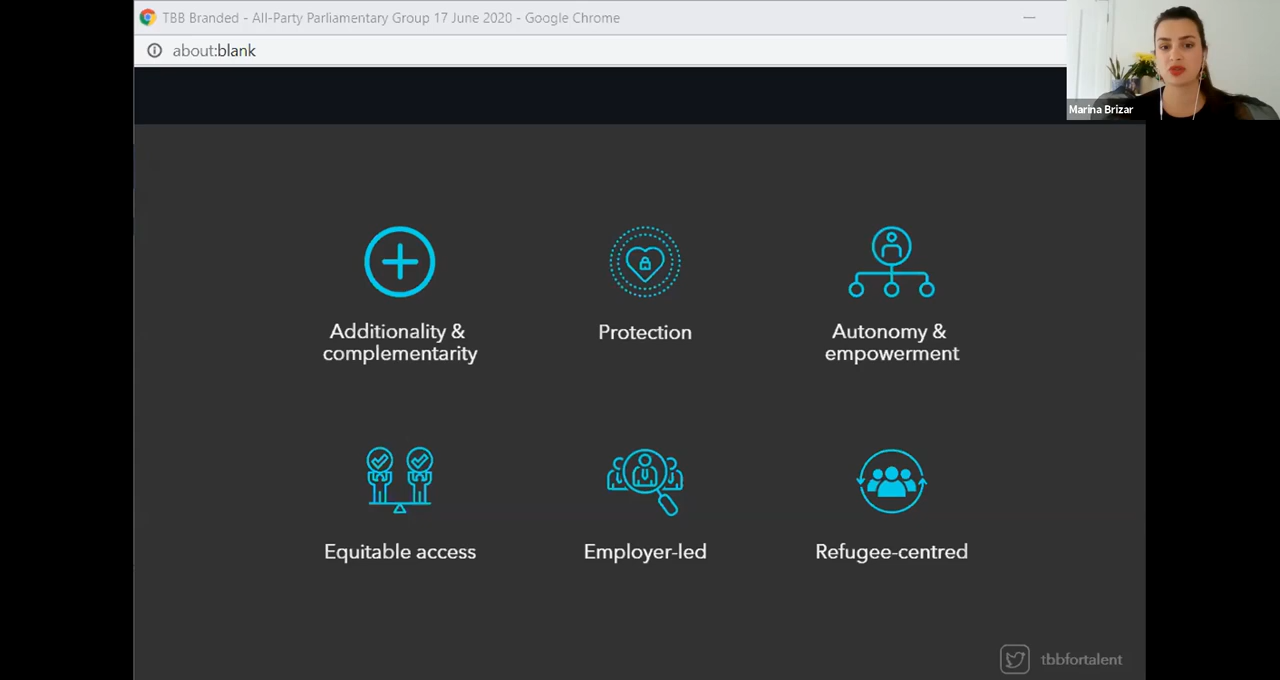 TBB Branded - All-Party Parliamentary Group 17 June 2020 - Google Chrome
about:blank
Marina Brizar
Additionality &
complementarity
Protection
Autonomy &
empowerment
Equitable access
Employer-led
Refugee-centred
tbbfortalent